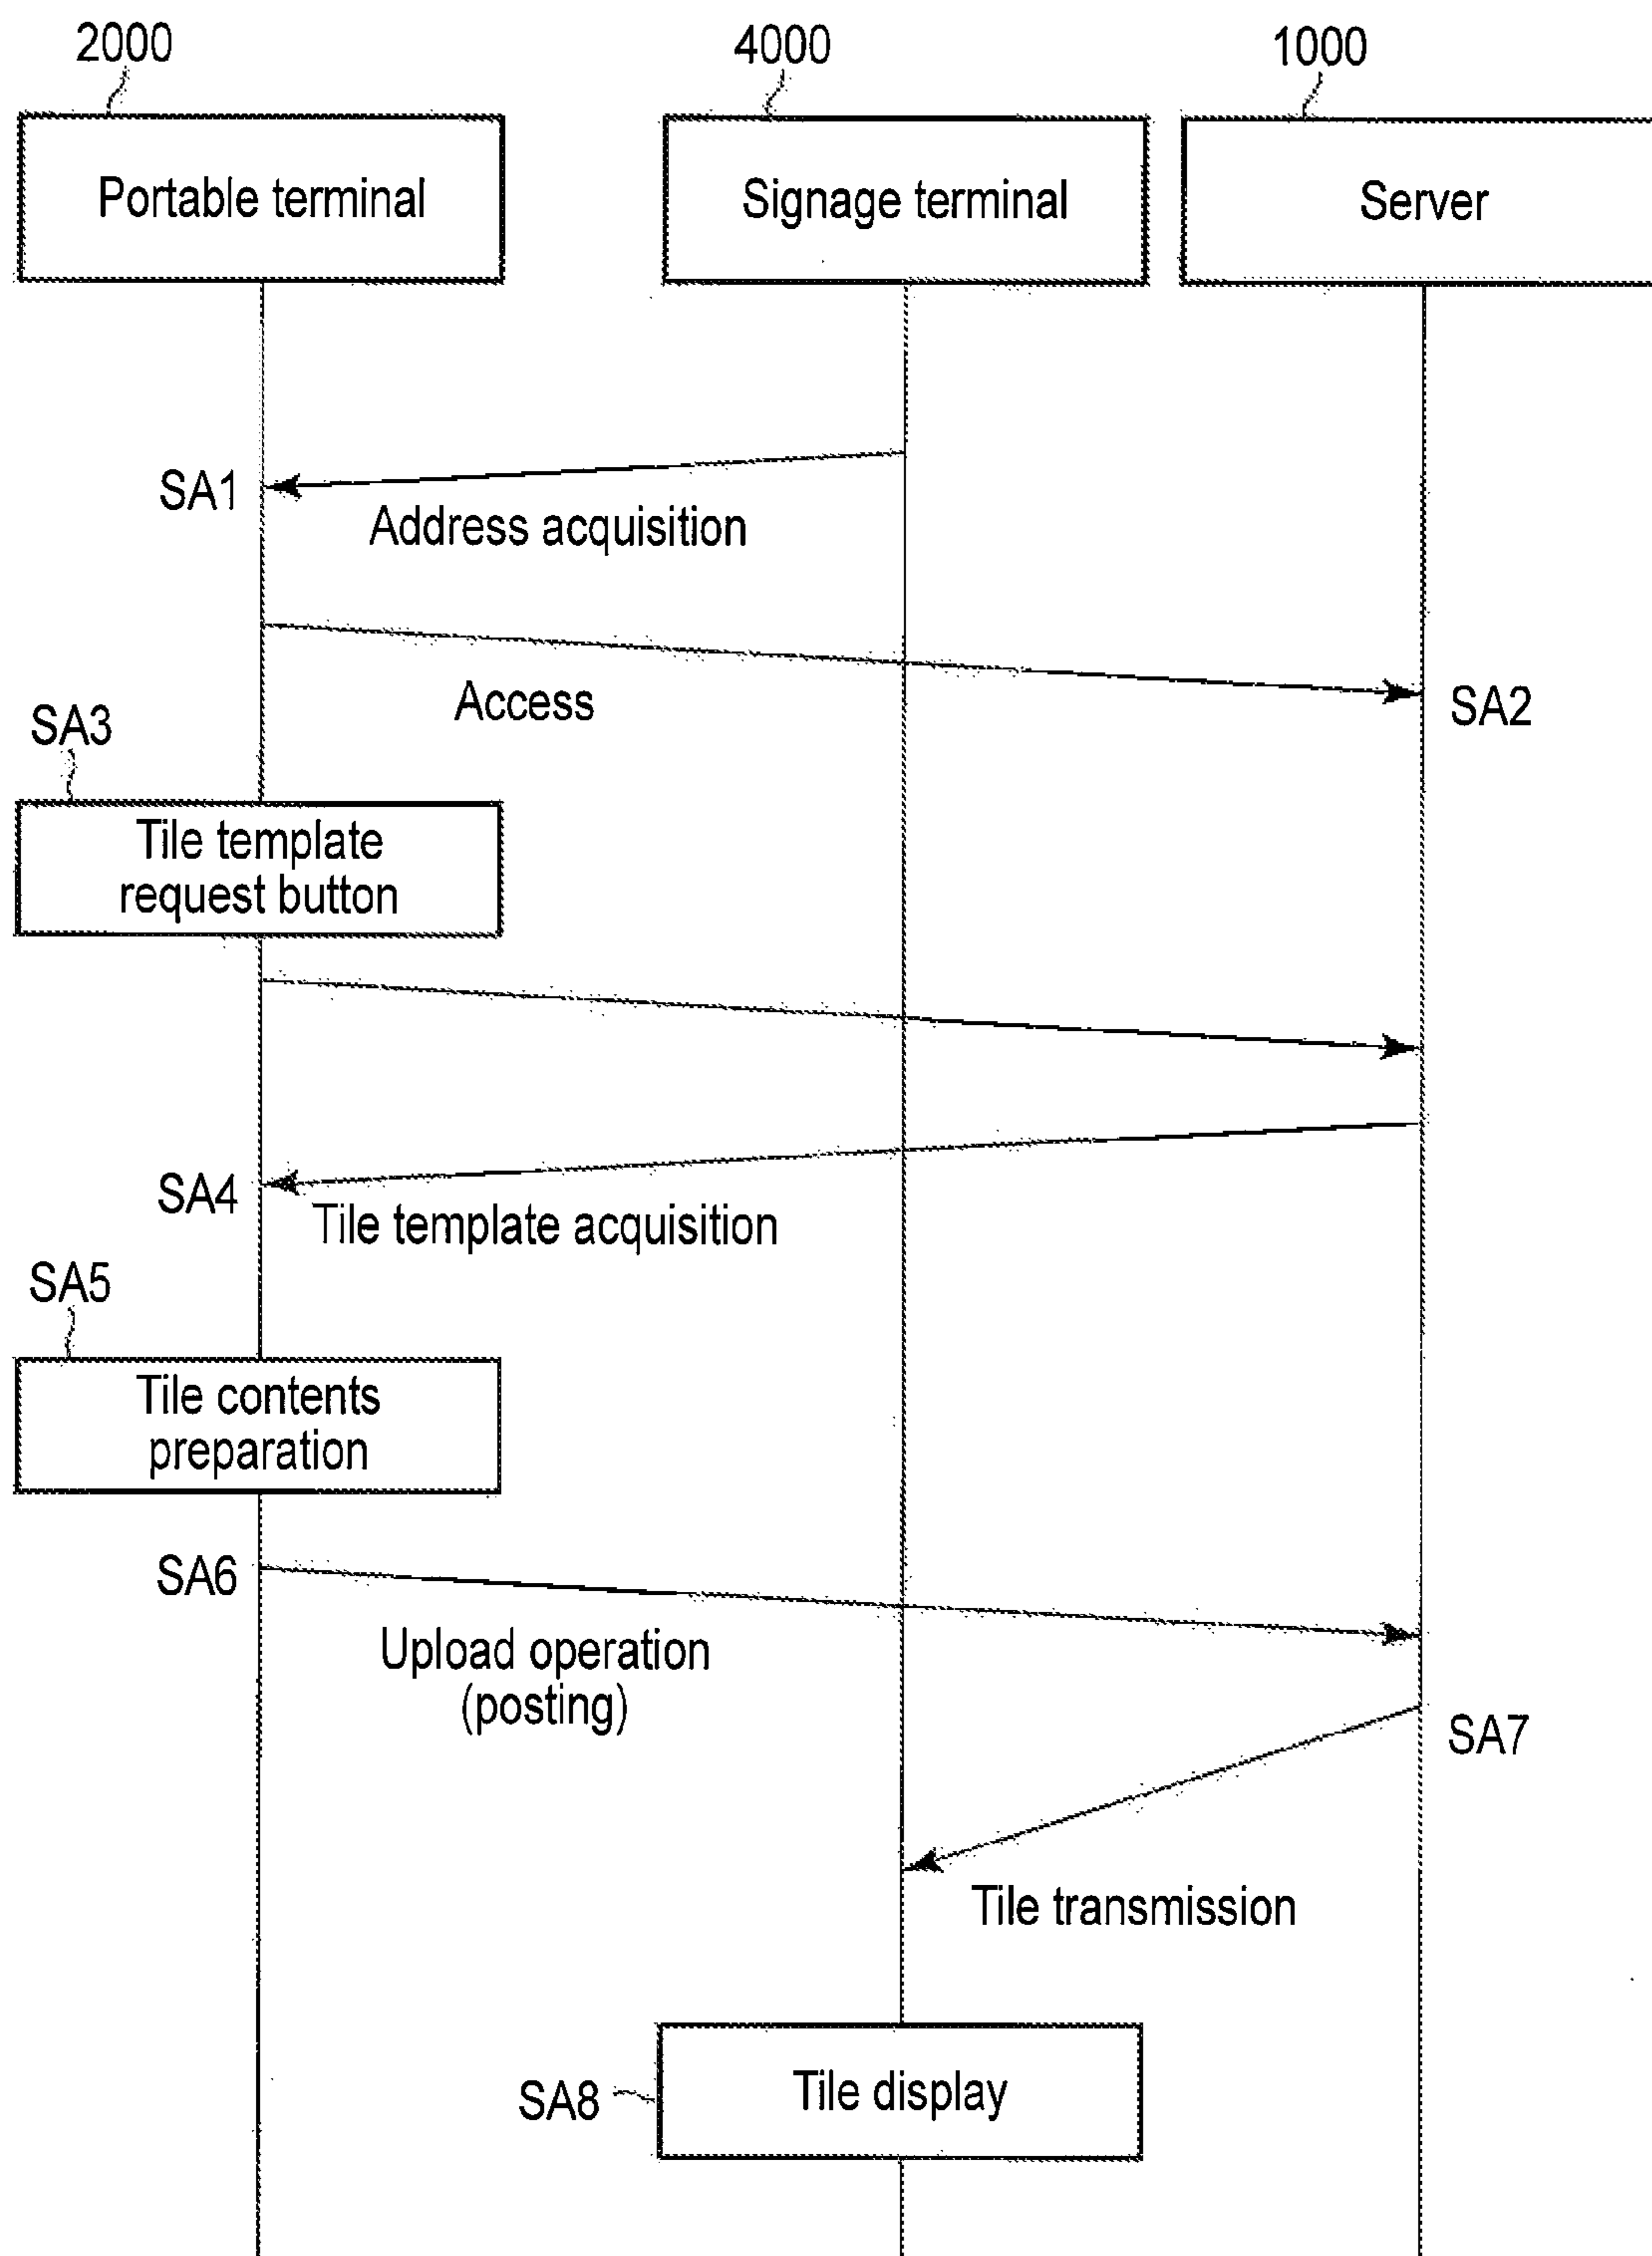 2000
4000
1000
Portable terminal
Signage terminal
Server
SA1
Address acquisition
Access
SA2
SA3
Tile template
request button
SA4
Tile template acquisition
SA5
Tile contents
preparation
SA6
Upload operation
(posting)
SA7
Tile transmission
SA8
Tile display